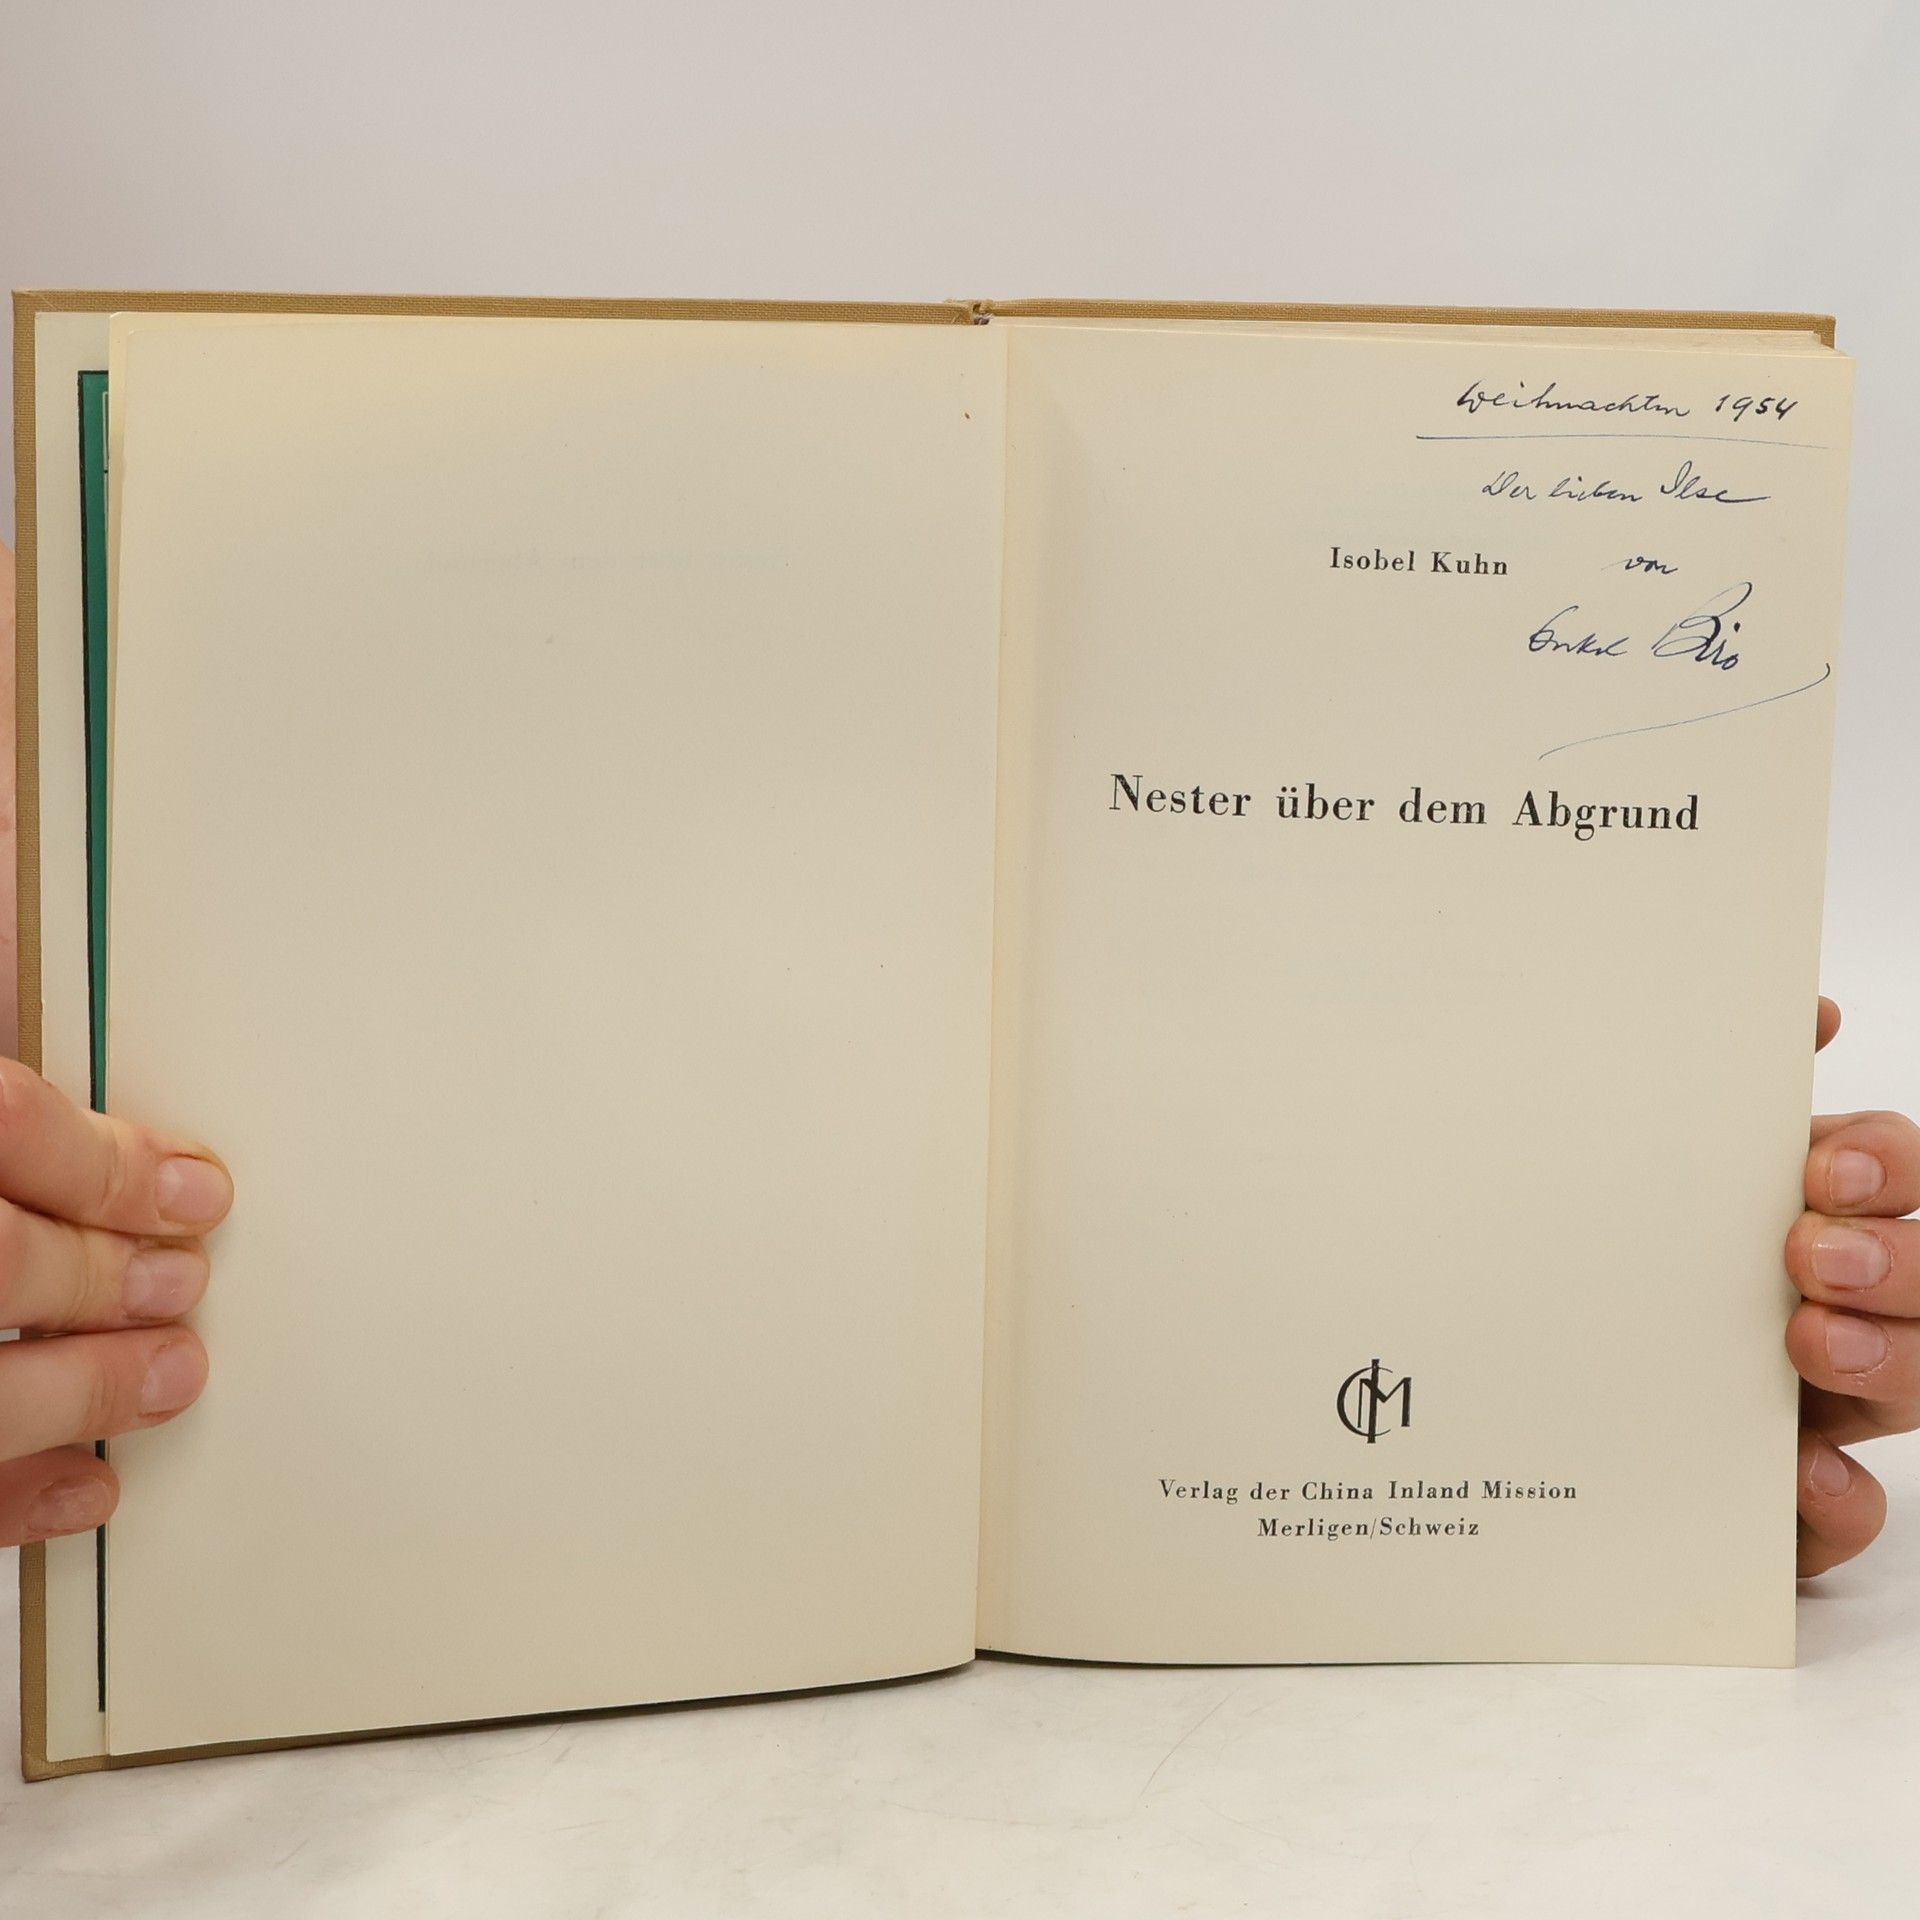 Weihnachten 1954
Der lieben Ilse
von
Onkel Biro
Isobel Kuhn
Nester über dem Abgrund
CIM
Verlag der China Inland Mission
Merligen/Schweiz